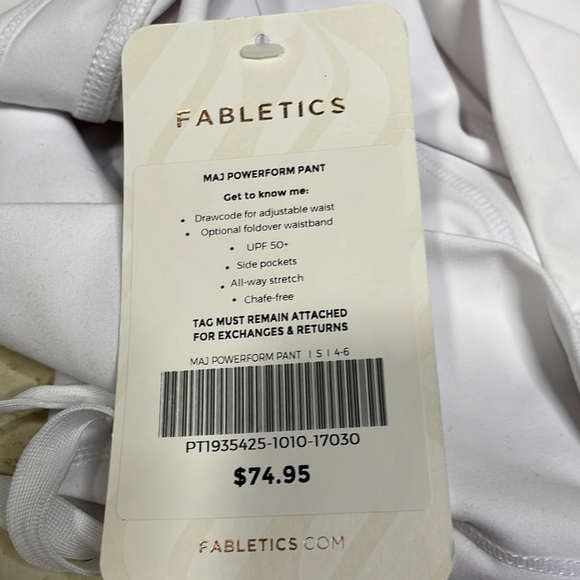 FABLETICS
MAJ POWERFORM PANT
Get to know me:
• Drawcode for adjustable waist
• Optional foldover waistband
• UPF 50+
• Side pockets
• All-way stretch
• Chafe-free
TAG MUST REMAIN ATTACHED
FOR EXCHANGES & RETURNS
MAJ POWERFORM PANT | S | 4-6
PT1935425-1010-17030
$74.95
FABLETICS.COM